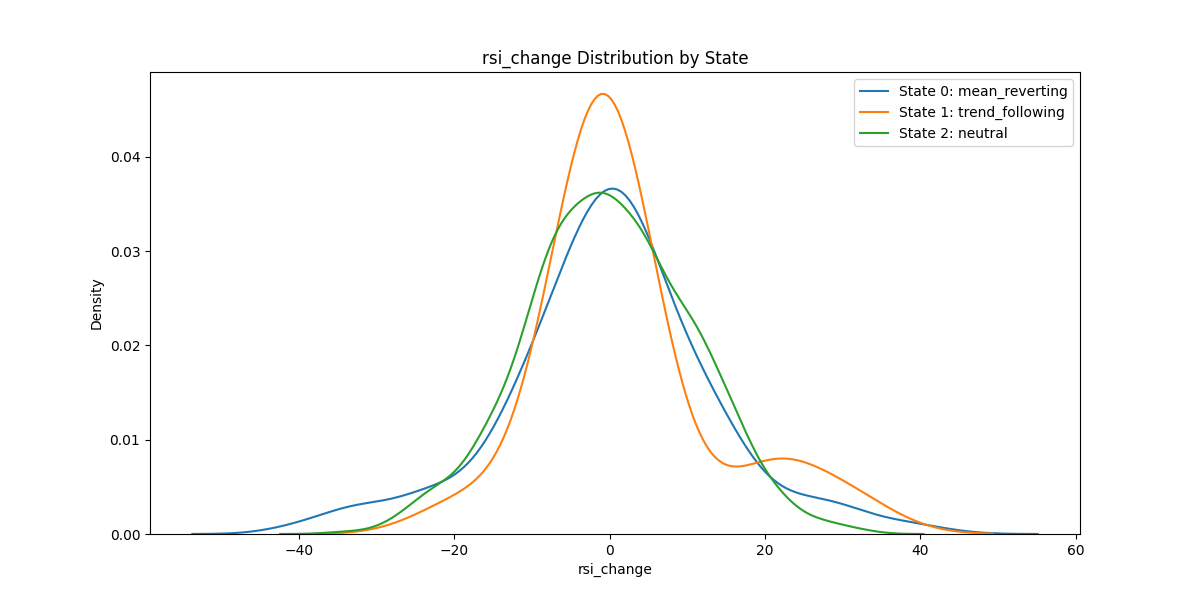 rsi_change Distribution by State
State 0: mean_reverting
State 1: trend_following
State 2: neutral
Density
0.04
0.03
0.02
0.01
0.00
−40
−20
0
20
40
60
rsi_change